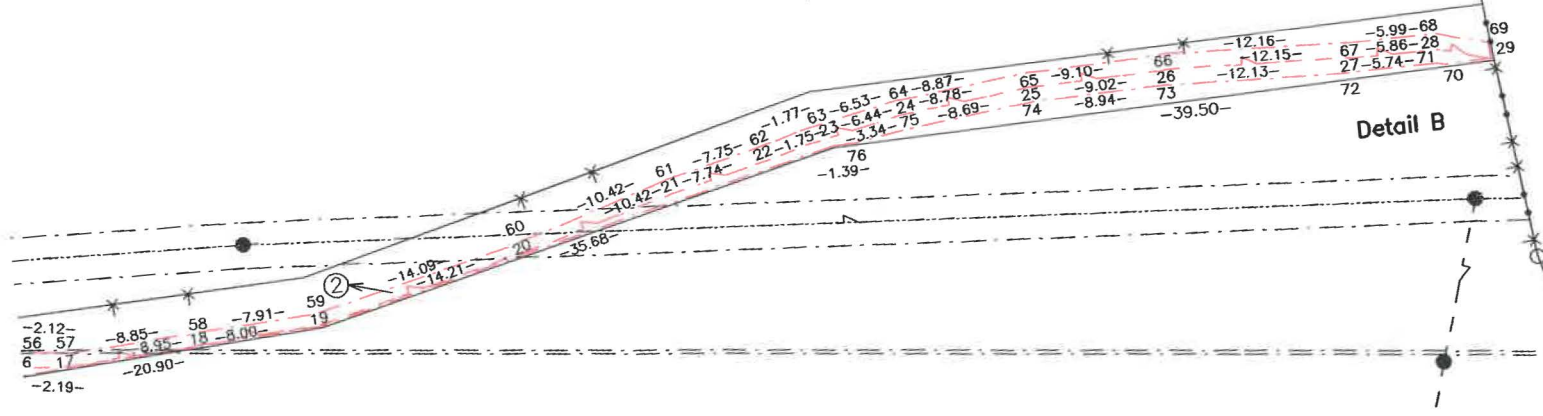 -12.16- -5.99-68 69
66 -12.15- 67 -5.86-28 29
-9.10- 26 -12.13- 27-5.74-71 70
65 -9.02- 73 72
-1.77- 63-6.53- 64-8.87- 25 -8.94- -39.50-
62 23-6.44- 24 -8.78- 74
-7.75- 22-1.75- -3.34-75 -8.69-
Detail B
61 -7.74- 76
-10.42- -10.42-21 -1.39-
60
20 -35.68-
-14.09-
-14.21-
2
59
-2.12- -8.85- 58 -7.91- 19
56 57 -8.95- 18 -8.00-
6 17
-20.90-
-2.19-